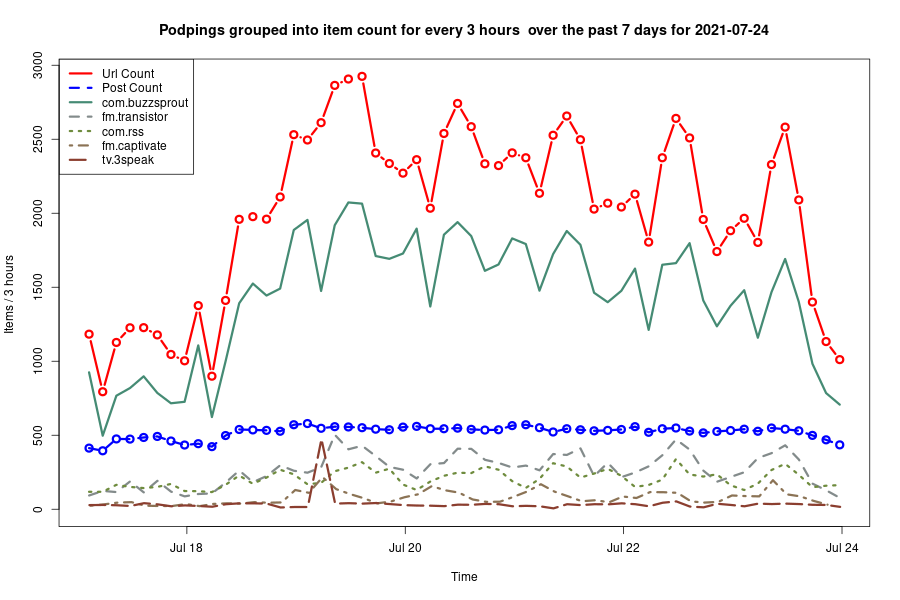 Podpings grouped into item count for every 3 hours  over the past 7 days for 2021-07-24
Url Count
Post Count
com.buzzsprout
fm.transistor
com.rss
fm.captivate
tv.3speak
Items / 3 hours
3000
2500
2000
1500
1000
500
0
Jul 18
Jul 20
Jul 22
Jul 24
Time